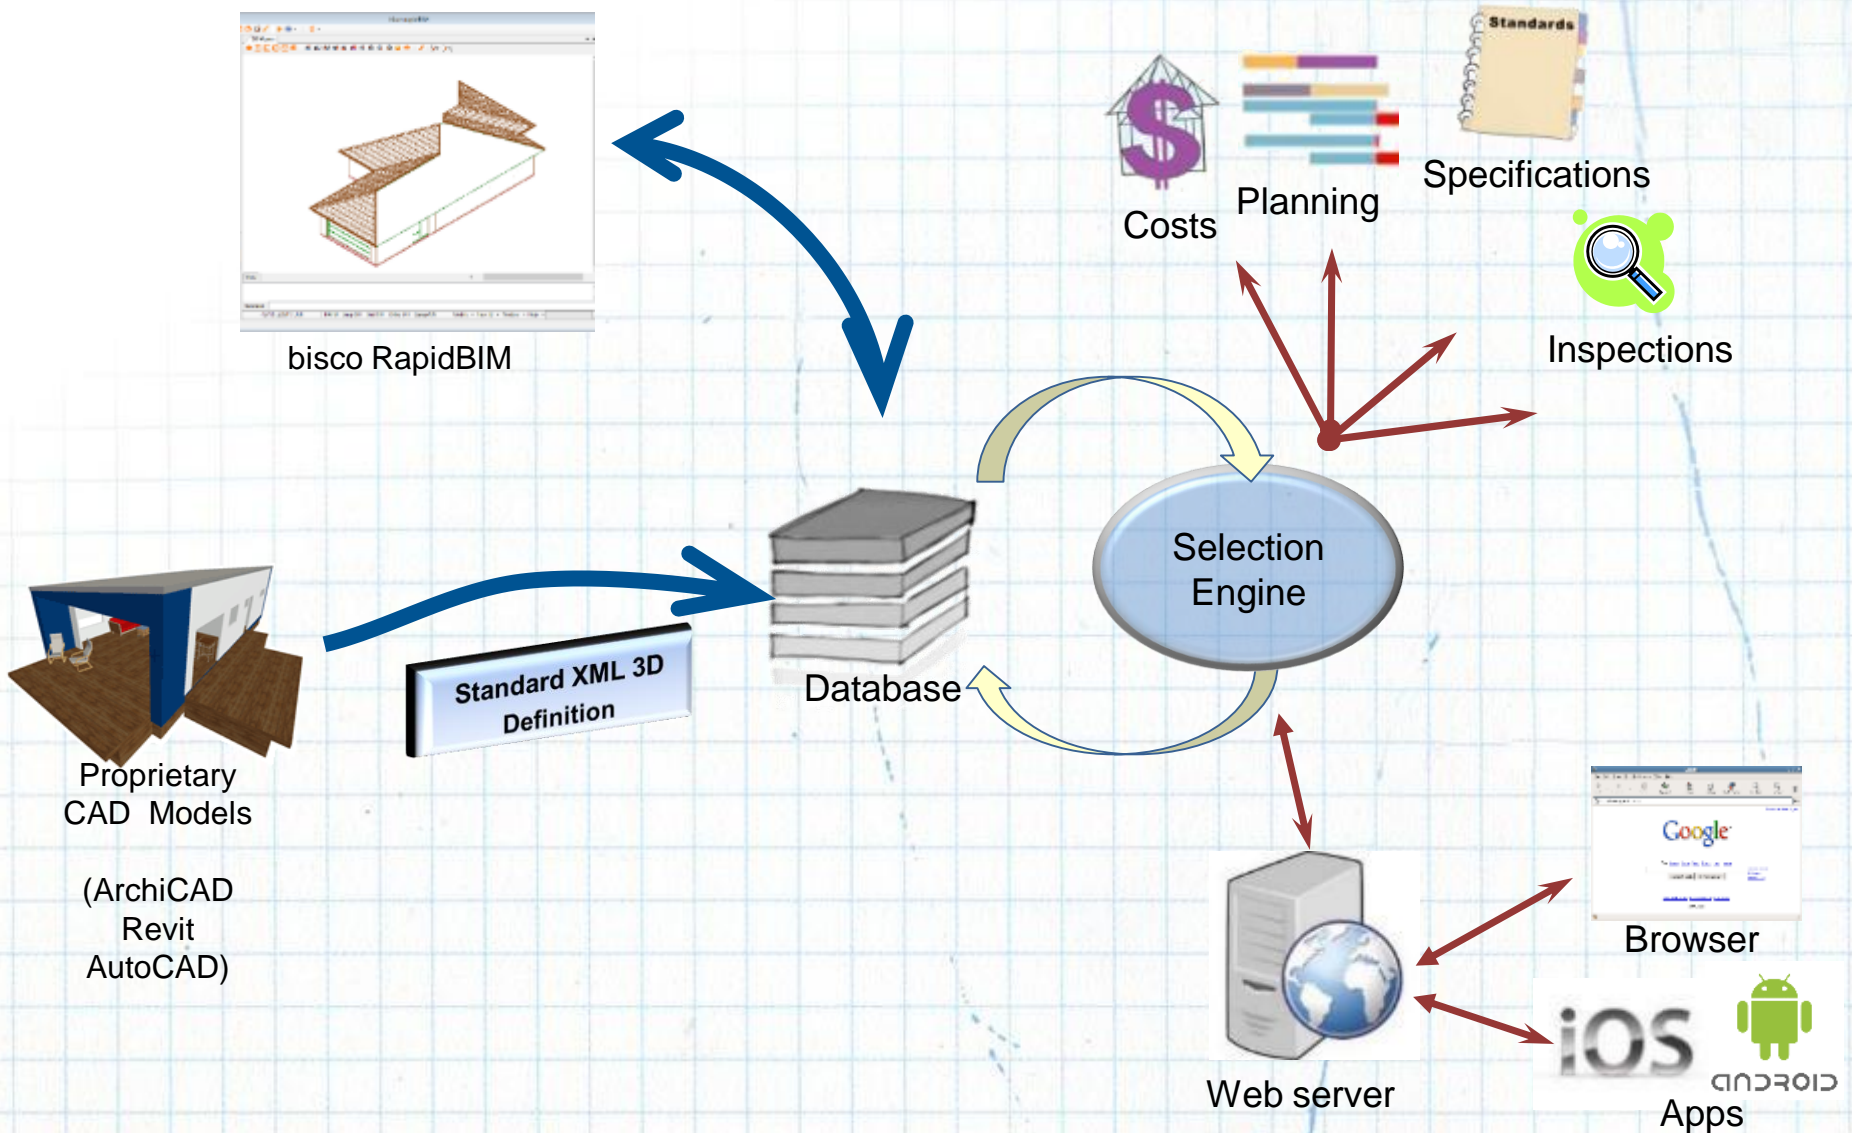 Standards
Specifications
Planning
Costs
Inspections
bisco RapidBIM
Selection
Engine
Standard XML 3D
Definition
Database
Proprietary
CAD Models
(ArchiCAD
Revit
AutoCAD)
Google
Browser
iOS
ANDROID
Web server
Apps